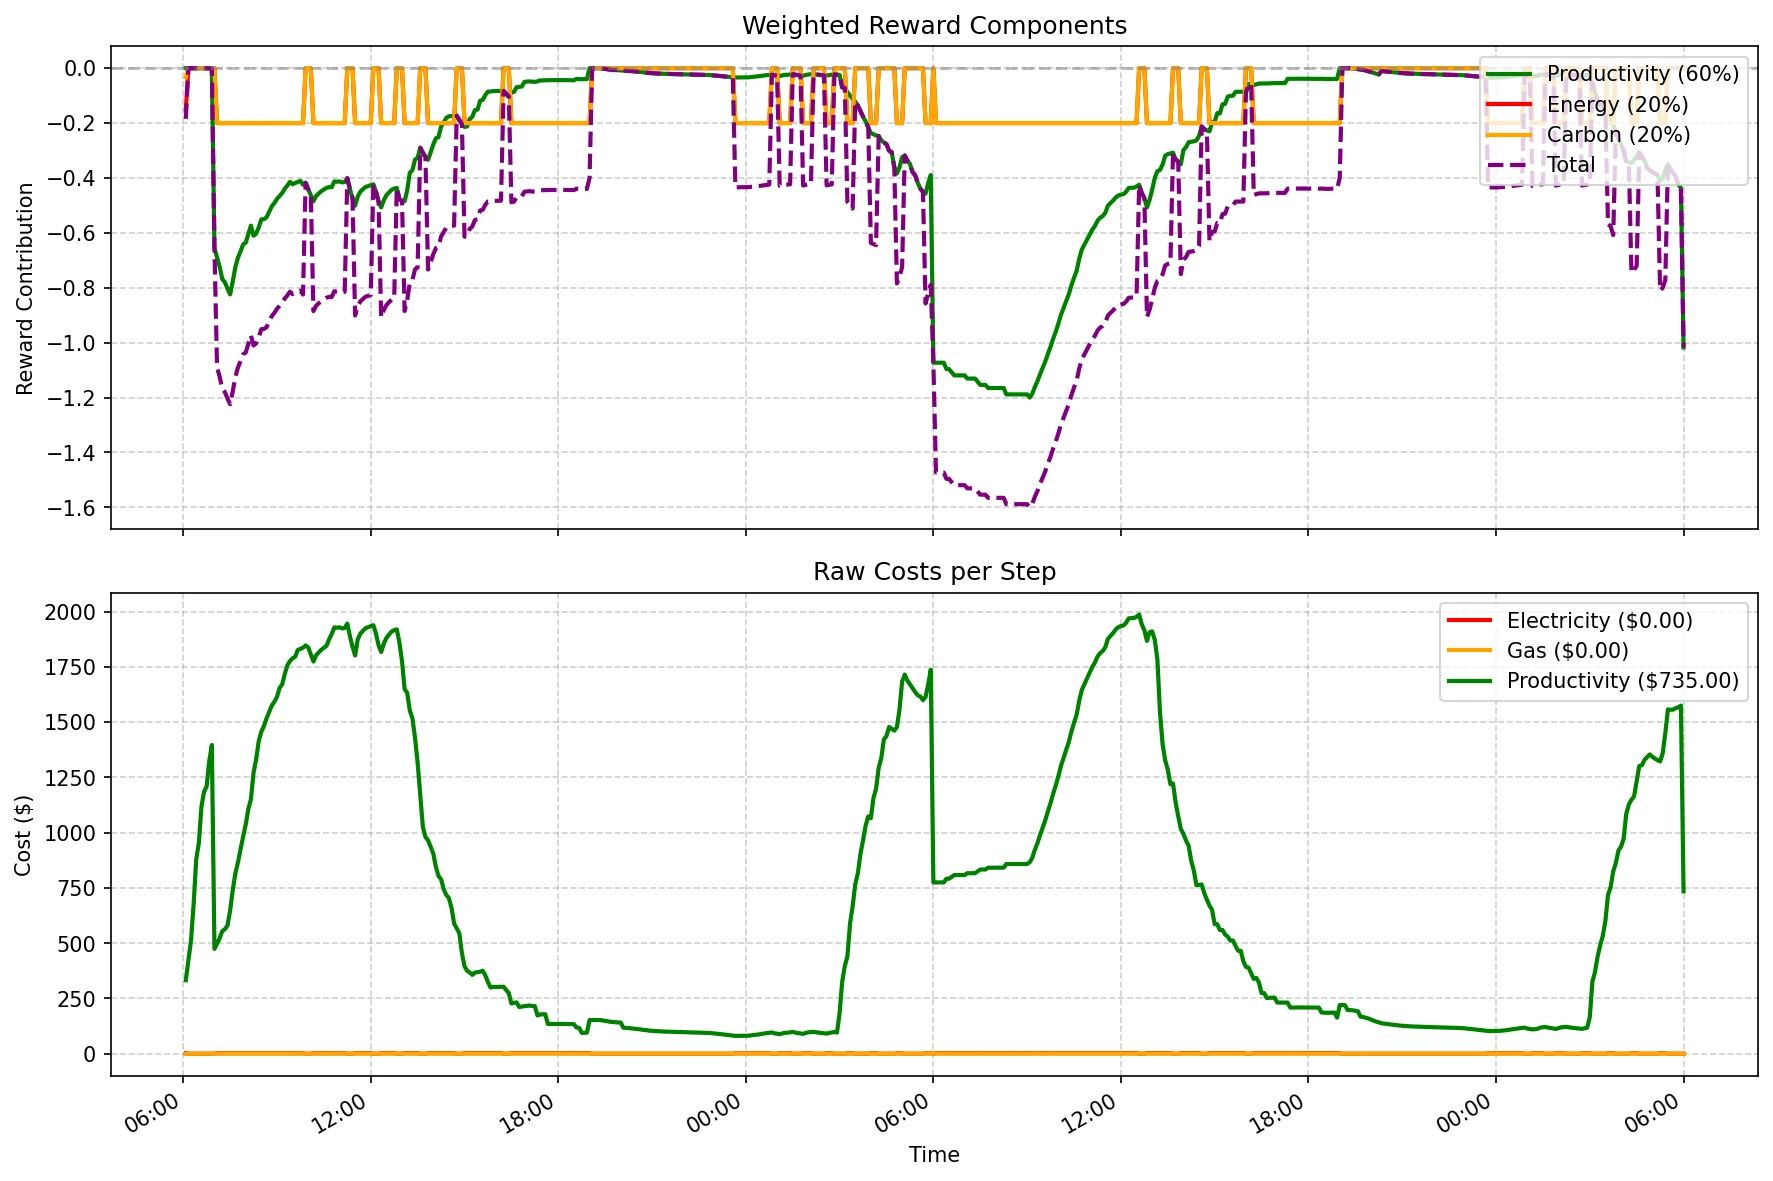 Weighted Reward Components
Reward Contribution
0.0
−0.2
−0.4
−0.6
−0.8
−1.0
−1.2
−1.4
−1.6
Productivity (60%)
Energy (20%)
Carbon (20%)
Total
Raw Costs per Step
Cost ($)
2000
1750
1500
1250
1000
750
500
250
0
Electricity ($0.00)
Gas ($0.00)
Productivity ($735.00)
06:00
12:00
18:00
00:00
06:00
12:00
18:00
00:00
06:00
Time